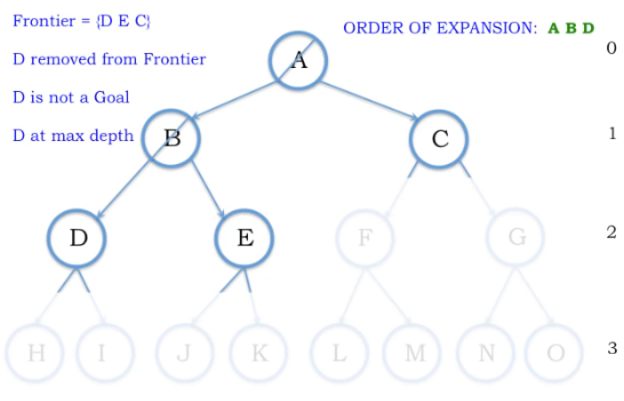 Frontier = {D E C}
ORDER OF EXPANSION: A B D
0
A
D removed from Frontier
D is not a Goal
D at max depth
B
C
1
D
E
F
G
2
H
I
J
K
L
M
N
O
3